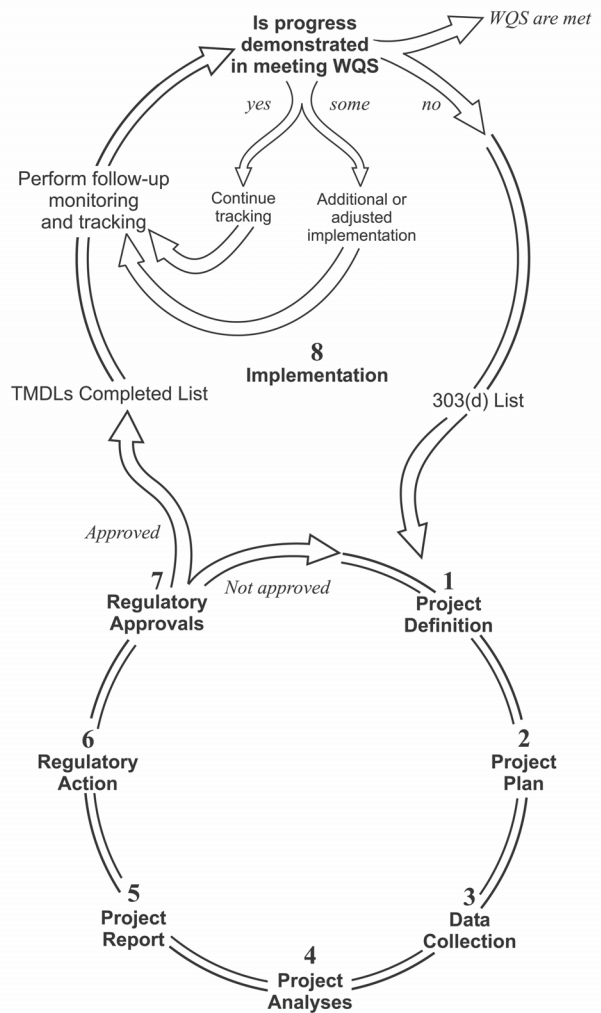 Is progress
demonstrated
in meeting WQS
WQS are met
yes
some
no
Perform follow-up
monitoring
and tracking
Continue
tracking
Additional or
adjusted
implementation
8
Implementation
TMDLs Completed List
303(d) List
Approved
Not approved
7
Regulatory
Approvals
1
Project
Definition
6
Regulatory
Action
2
Project
Plan
5
Project
Report
3
Data
Collection
4
Project
Analyses